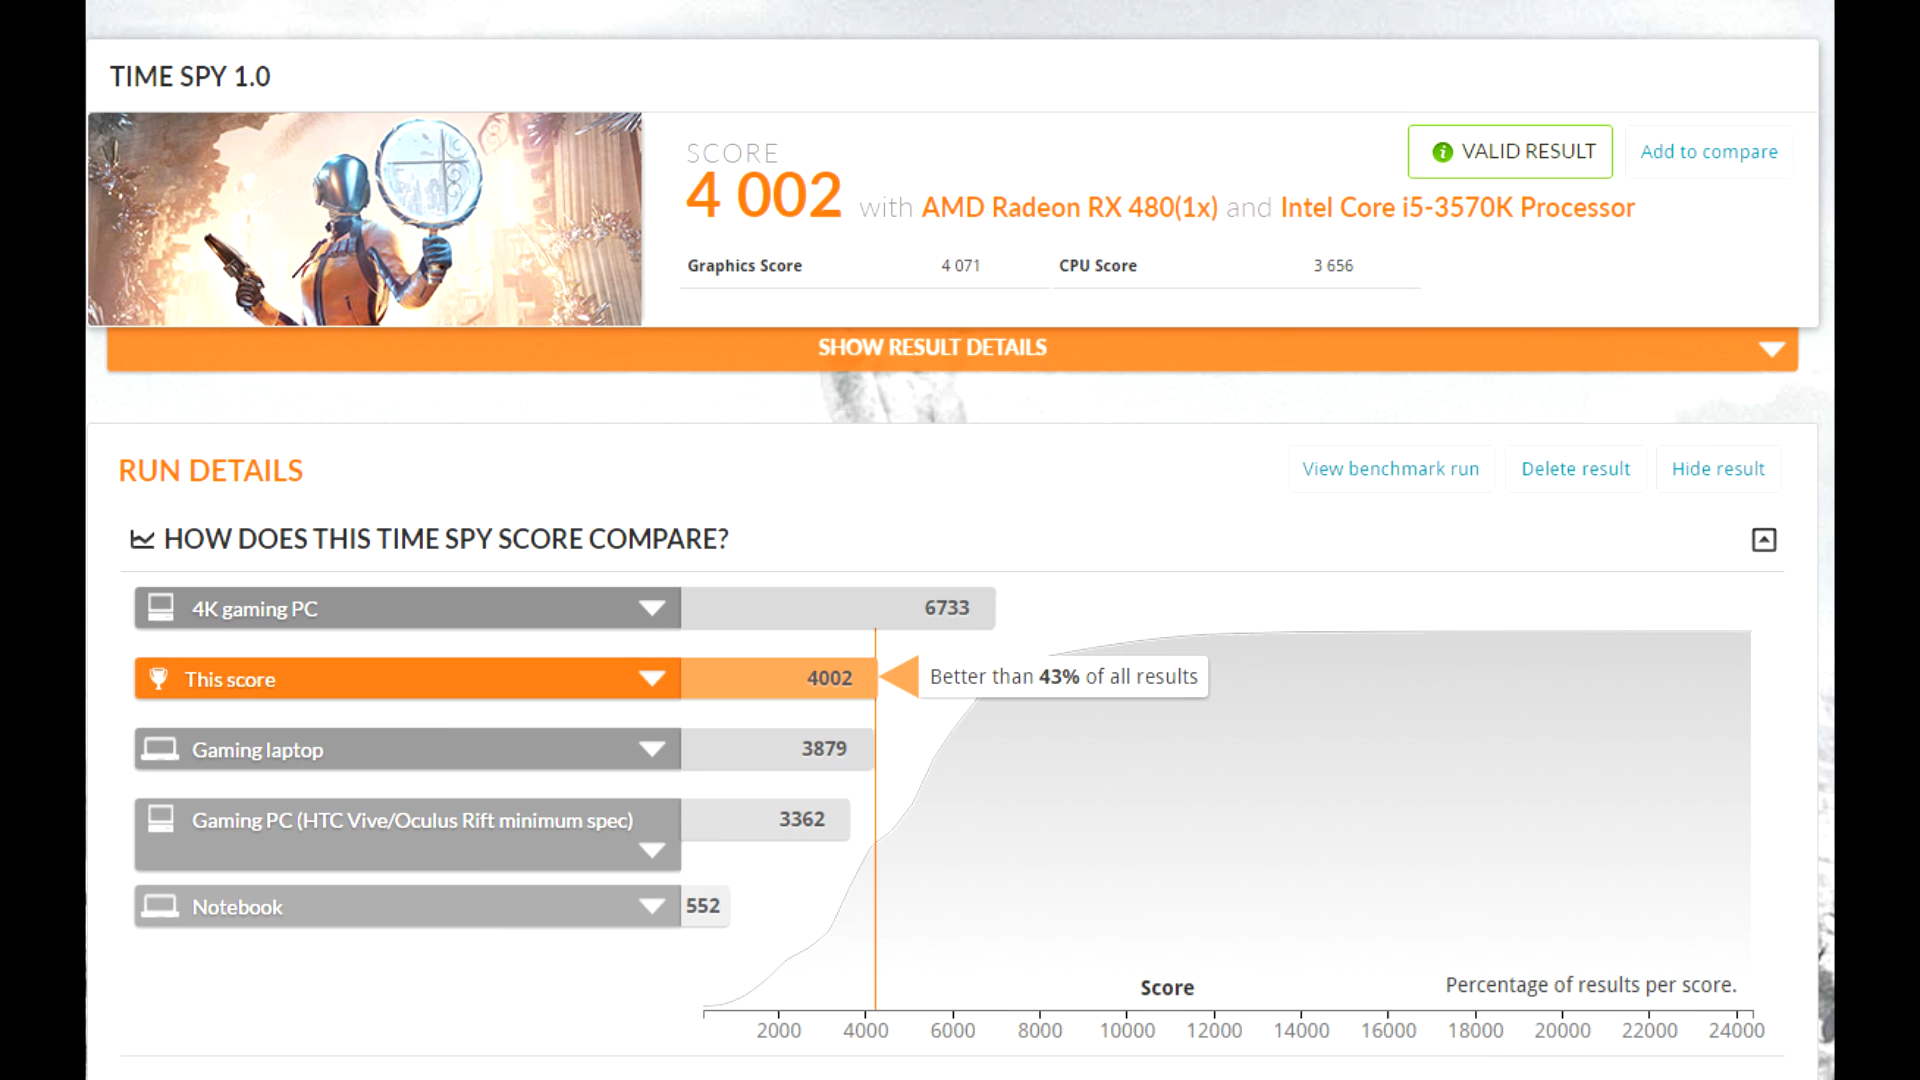 TIME SPY 1.0
SCORE
VALID RESULT
Add to compare
4 002 with AMD Radeon RX 480(1x) and Intel Core i5-3570K Processor
Graphics Score 4 071 CPU Score 3 656
SHOW RESULT DETAILS
RUN DETAILS
View benchmark run
Delete result
Hide result
HOW DOES THIS TIME SPY SCORE COMPARE?
4K gaming PC 6733
This score 4002
Better than 43% of all results
Gaming laptop 3879
Gaming PC (HTC Vive/Oculus Rift minimum spec) 3362
Notebook 552
Score
Percentage of results per score.
2000 4000 6000 8000 10000 12000 14000 16000 18000 20000 22000 24000